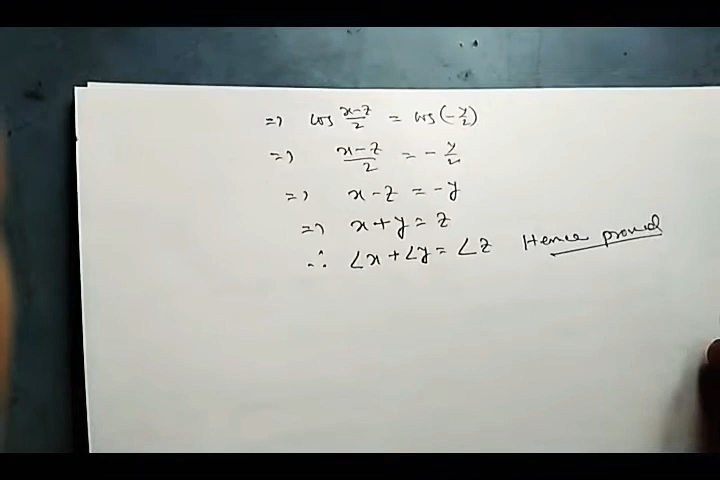 => cos (x-z)/2 = cos(-y/2)
=> (x-z)/2 = -y/2
=> x-z = -y
=> x+y = z
∴ ∠x + ∠y = ∠z Hence proved